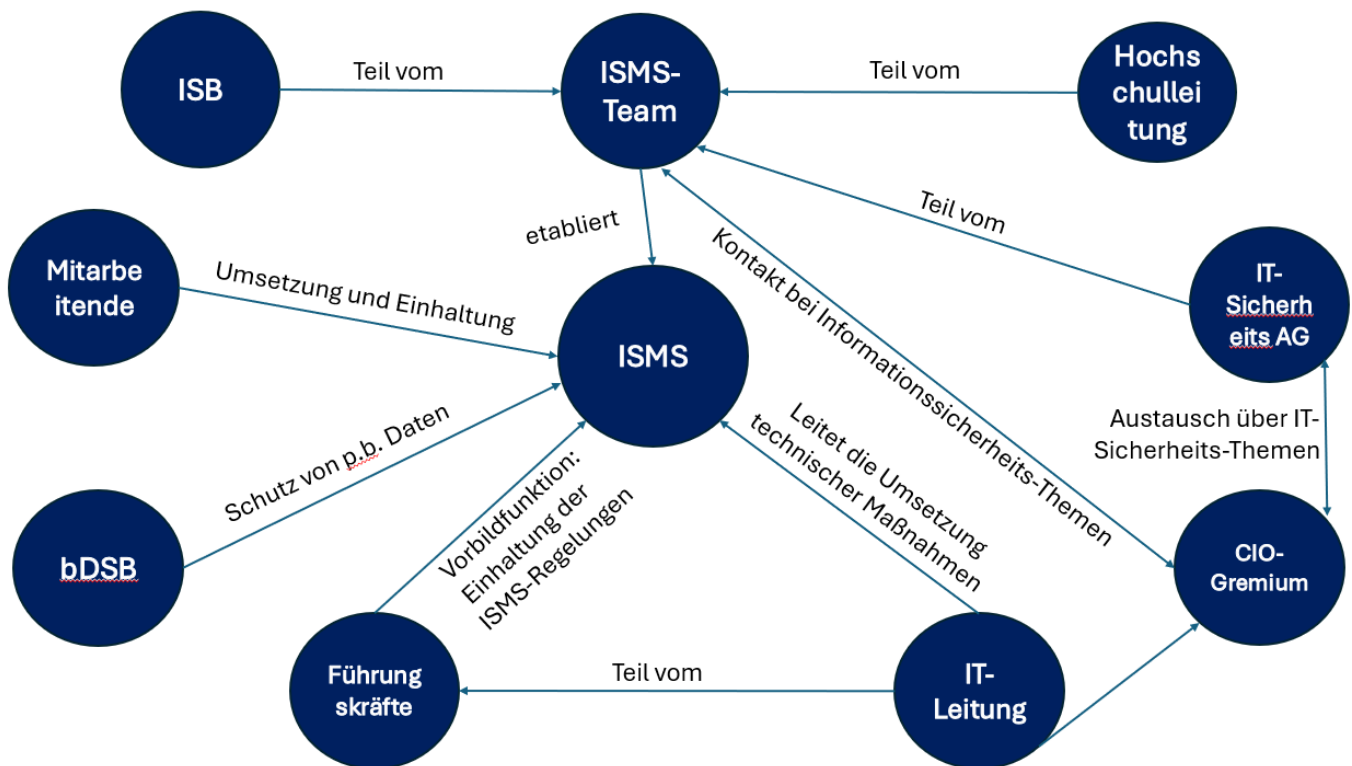 ISB
Teil vom
ISMS-
Team
Teil vom
Hochs
chullei
tung
etabliert
Teil vom
Mitarbe
itende
Umsetzung und Einhaltung
Kontakt bei Informationssicherheits-Themen
IT-
Sicherh
eits AG
ISMS
Austausch über IT-
Sicherheits-Themen
Schutz von p.b. Daten
Vorbildfunktion:
Einhaltung der
ISMS-Regelungen
Leitet die Umsetzung
technischer Maßnahmen
bDSB
CIO-
Gremium
Führung
skräfte
Teil vom
IT-
Leitung